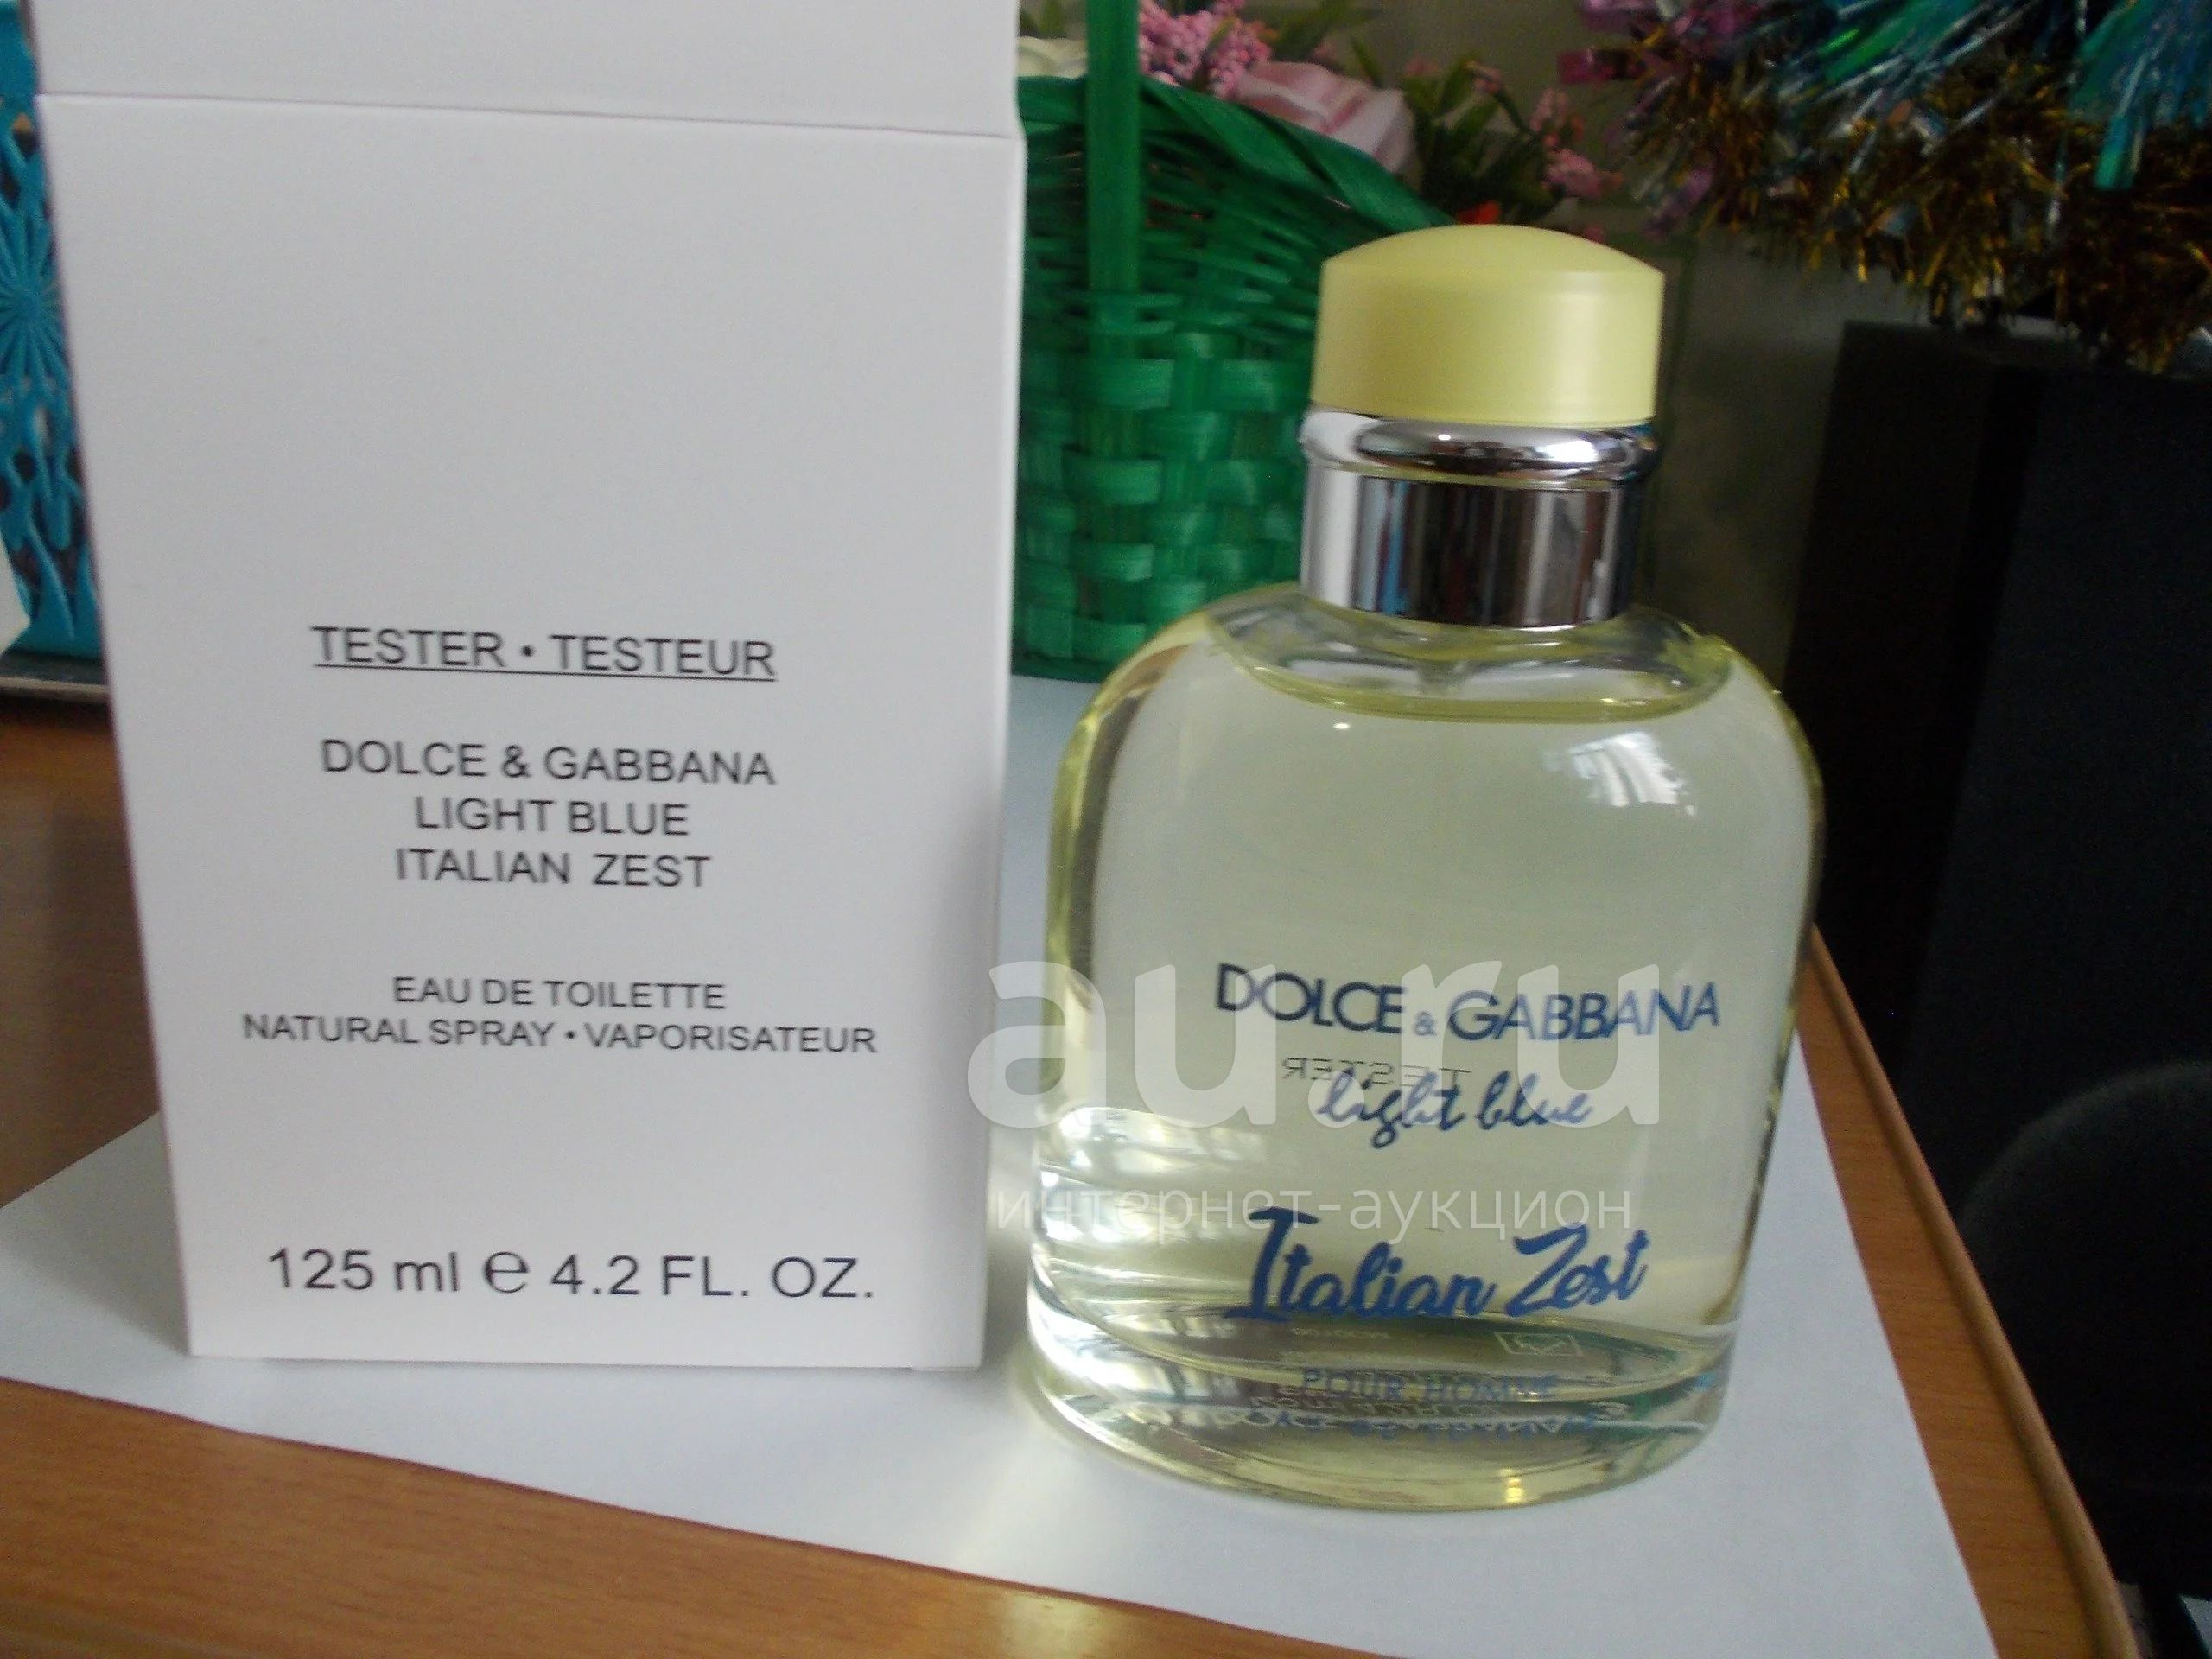 TESTER • TESTEUR
DOLCE & GABBANA
LIGHT BLUE
ITALIAN ZEST
EAU DE TOILETTE
NATURAL SPRAY • VAPORISATEUR
125 ml ℮ 4.2 FL. OZ.
DOLCE & GABBANA
TESTER
light blue
Italian Zest
POUR HOMME
au.ru
интернет-аукцион